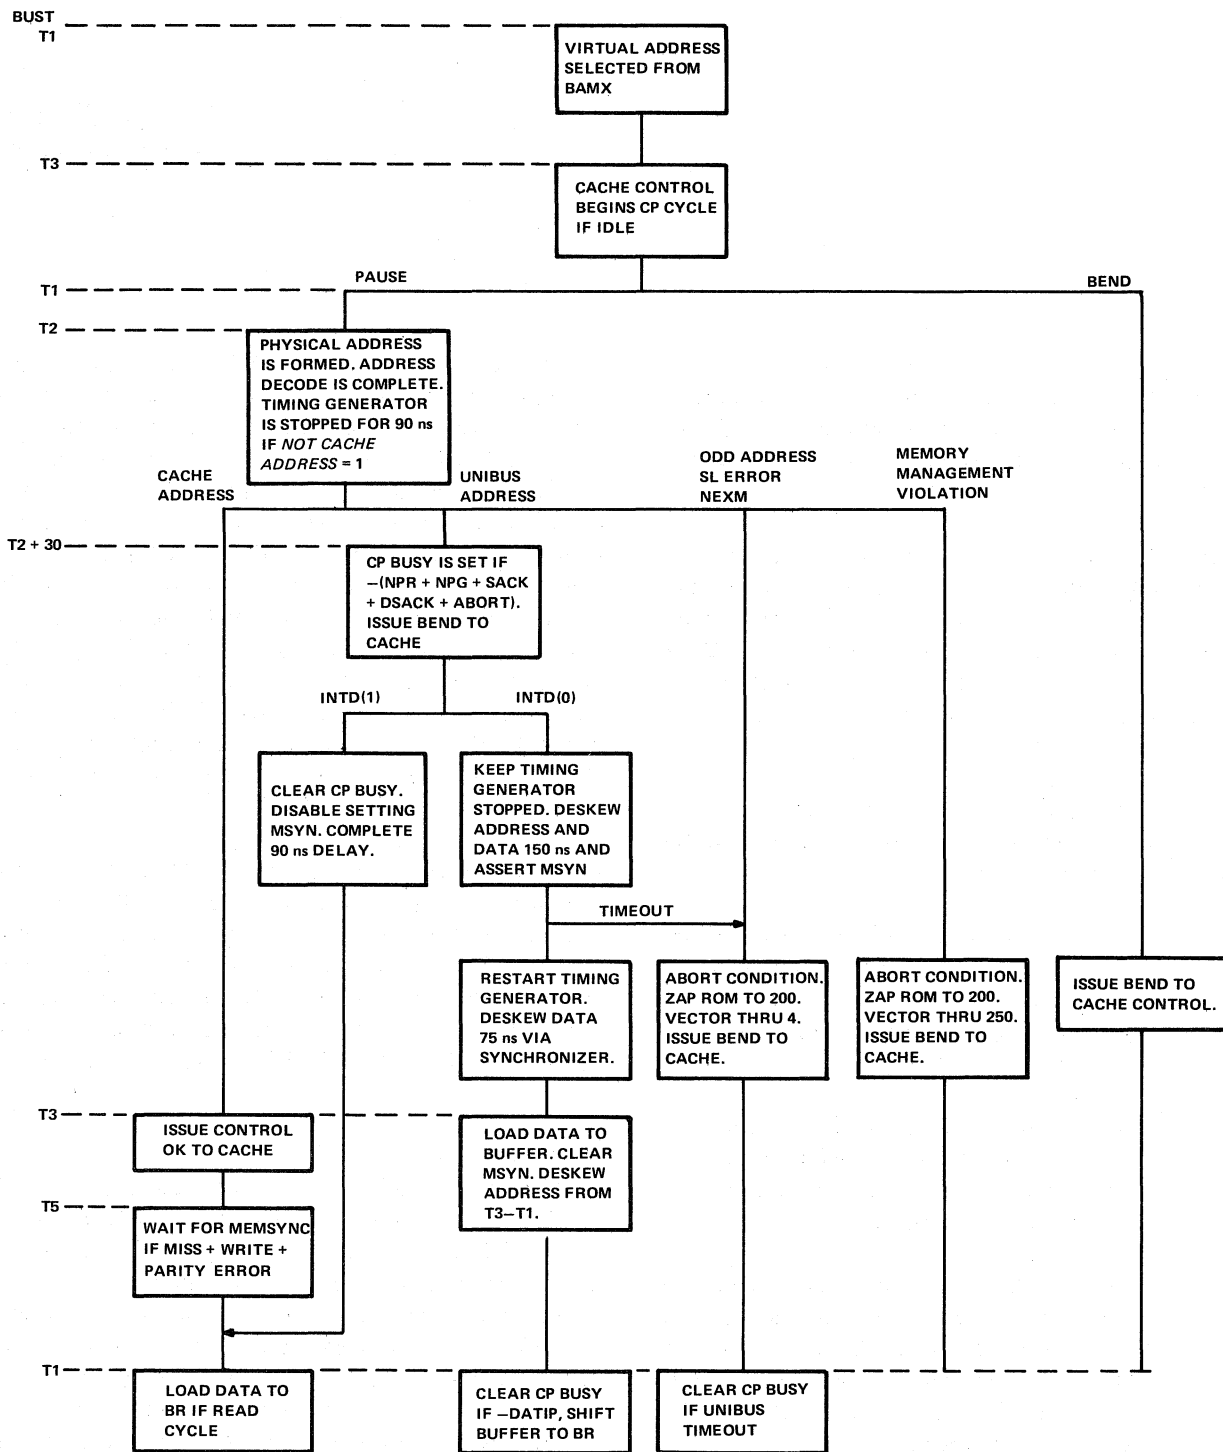 BUST
T1
VIRTUAL ADDRESS
SELECTED FROM
BAMX
T3
CACHE CONTROL
BEGINS CP CYCLE
IF IDLE
PAUSE
BEND
T1
T2
PHYSICAL ADDRESS
IS FORMED. ADDRESS
DECODE IS COMPLETE.
TIMING GENERATOR
IS STOPPED FOR 90 ns
IF NOT CACHE
ADDRESS = 1
CACHE
ADDRESS
UNIBUS
ADDRESS
ODD ADDRESS
SL ERROR
NEXM
MEMORY
MANAGEMENT
VIOLATION
T2 + 30
CP BUSY IS SET IF
–(NPR + NPG + SACK
+ DSACK + ABORT).
ISSUE BEND TO
CACHE
INTD(1)
INTD(0)
CLEAR CP BUSY.
DISABLE SETTING
MSYN. COMPLETE
90 ns DELAY.
KEEP TIMING
GENERATOR
STOPPED. DESKEW
ADDRESS AND
DATA 150 ns AND
ASSERT MSYN
TIMEOUT
RESTART TIMING
GENERATOR.
DESKEW DATA
75 ns VIA
SYNCHRONIZER.
ABORT CONDITION.
ZAP ROM TO 200.
VECTOR THRU 4.
ISSUE BEND TO
CACHE.
ABORT CONDITION.
ZAP ROM TO 200.
VECTOR THRU 250.
ISSUE BEND TO
CACHE.
ISSUE BEND TO
CACHE CONTROL.
T3
ISSUE CONTROL
OK TO CACHE
LOAD DATA TO
BUFFER. CLEAR
MSYN. DESKEW
ADDRESS FROM
T3–T1.
T5
WAIT FOR MEMSYNC
IF MISS + WRITE +
PARITY ERROR
T1
LOAD DATA TO
BR IF READ
CYCLE
CLEAR CP BUSY
IF –DATIP, SHIFT
BUFFER TO BR
CLEAR CP BUSY
IF UNIBUS
TIMEOUT